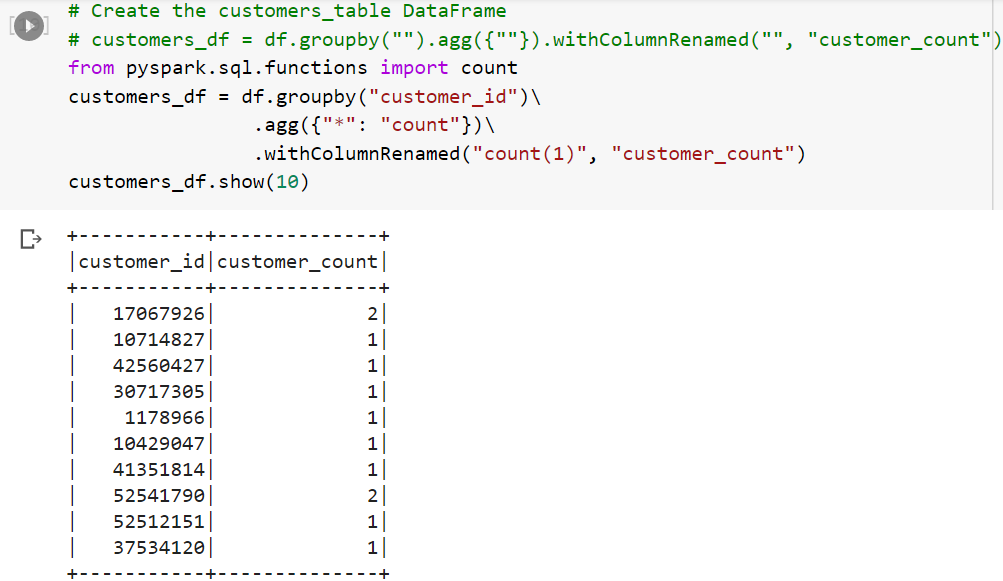 # Create the customers_table DataFrame
# customers_df = df.groupby("").agg({""}).withColumnRenamed("", "customer_count")
from pyspark.sql.functions import count
customers_df = df.groupby("customer_id")\
.agg({"*": "count"})\
.withColumnRenamed("count(1)", "customer_count")
customers_df.show(10)
+-----------+--------------+
|customer_id|customer_count|
+-----------+--------------+
|   17067926|             2|
|   10714827|             1|
|   42560427|             1|
|   30717305|             1|
|    1178966|             1|
|   10429047|             1|
|   41351814|             1|
|   52541790|             2|
|   52512151|             1|
|   37534120|             1|
+-----------+--------------+